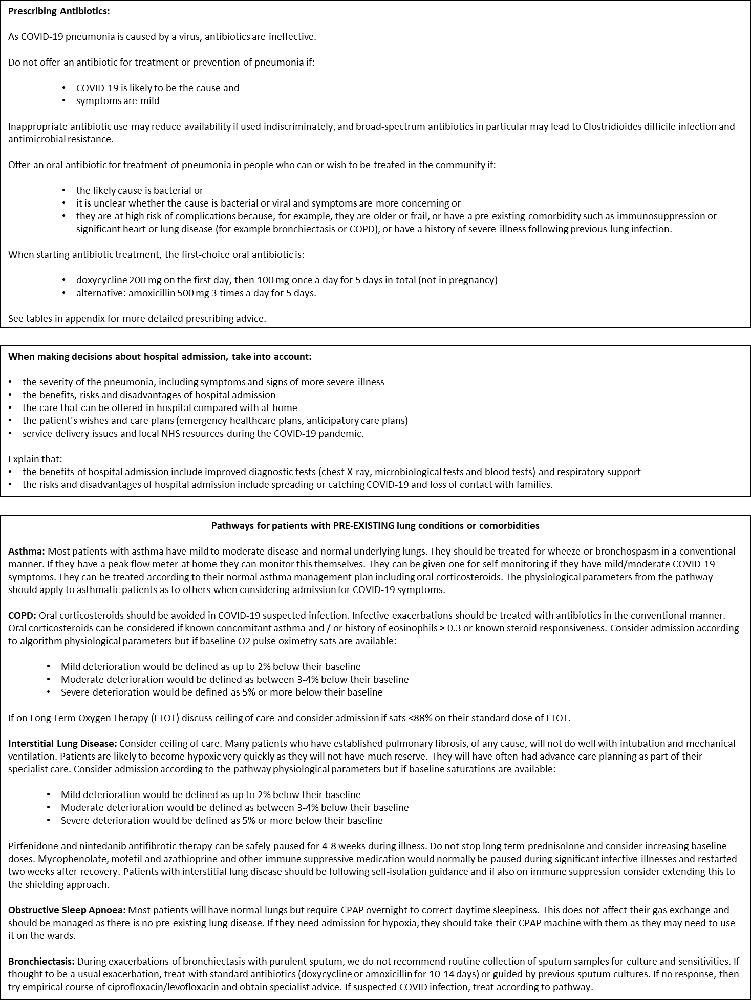 Prescribing Antibiotics:
As COVID-19 pneumonia is caused by a virus, antibiotics are ineffective.
Do not offer an antibiotic for treatment or prevention of pneumonia if:
• COVID-19 is likely to be the cause and
• symptoms are mild
Inappropriate antibiotic use may reduce availability if used indiscriminately, and broad-spectrum antibiotics in particular may lead to Clostridioides difficile infection and
antimicrobial resistance.
Offer an oral antibiotic for treatment of pneumonia in people who can or wish to be treated in the community if:
• the likely cause is bacterial or
• it is unclear whether the cause is bacterial or viral and symptoms are more concerning or
• they are at high risk of complications because, for example, they are older or frail, or have a pre-existing comorbidity such as immunosuppression or
significant heart or lung disease (for example bronchiectasis or COPD), or have a history of severe illness following previous lung infection.
When starting antibiotic treatment, the first-choice oral antibiotic is:
• doxycycline 200 mg on the first day, then 100 mg once a day for 5 days in total (not in pregnancy)
• alternative: amoxicillin 500 mg 3 times a day for 5 days.
See tables in appendix for more detailed prescribing advice.
When making decisions about hospital admission, take into account:
• the severity of the pneumonia, including symptoms and signs of more severe illness
• the benefits, risks and disadvantages of hospital admission
• the care that can be offered in hospital compared with at home
• the patient's wishes and care plans (emergency healthcare plans, anticipatory care plans)
• service delivery issues and local NHS resources during the COVID-19 pandemic.
Explain that:
• the benefits of hospital admission include improved diagnostic tests (chest X-ray, microbiological tests and blood tests) and respiratory support
• the risks and disadvantages of hospital admission include spreading or catching COVID-19 and loss of contact with families.
Pathways for patients with PRE-EXISTING lung conditions or comorbidities
Asthma: Most patients with asthma have mild to moderate disease and normal underlying lungs. They should be treated for wheeze or bronchospasm in a conventional
manner. If they have a peak flow meter at home they can monitor this themselves. They can be given one for self-monitoring if they have mild/moderate COVID-19
symptoms. They can be treated according to their normal asthma management plan including oral corticosteroids. The physiological parameters from the pathway
should apply to asthmatic patients as to others when considering admission for COVID-19 symptoms.
COPD: Oral corticosteroids should be avoided in COVID-19 suspected infection. Infective exacerbations should be treated with antibiotics in the conventional manner.
Oral corticosteroids can be considered if known concomitant asthma and / or history of eosinophils ≥ 0.3 or known steroid responsiveness. Consider admission according
to algorithm physiological parameters but if baseline O2 pulse oximetry sats are available:
• Mild deterioration would be defined as up to 2% below their baseline
• Moderate deterioration would be defined as between 3-4% below their baseline
• Severe deterioration would be defined as 5% or more below their baseline
If on Long Term Oxygen Therapy (LTOT) discuss ceiling of care and consider admission if sats <88% on their standard dose of LTOT.
Interstitial Lung Disease: Consider ceiling of care. Many patients who have established pulmonary fibrosis, of any cause, will not do well with intubation and mechanical
ventilation. Patients are likely to become hypoxic very quickly as they will not have much reserve. They will have often had advance care planning as part of their
specialist care. Consider admission according to the pathway physiological parameters but if baseline saturations are available:
• Mild deterioration would be defined as up to 2% below their baseline
• Moderate deterioration would be defined as between 3-4% below their baseline
• Severe deterioration would be defined as 5% or more below their baseline
Pirfenidone and nintedanib antifibrotic therapy can be safely paused for 4-8 weeks during illness. Do not stop long term prednisolone and consider increasing baseline
doses. Mycophenolate, mofetil and azathioprine and other immune suppressive medication would normally be paused during significant infective illnesses and restarted
two weeks after recovery. Patients with interstitial lung disease should be following self-isolation guidance and if also on immune suppression consider extending this to
the shielding approach.
Obstructive Sleep Apnoea: Most patients will have normal lungs but require CPAP overnight to correct daytime sleepiness. This does not affect their gas exchange and
should be managed as there is no pre-existing lung disease. If they need admission for hypoxia, they should take their CPAP machine with them as they may need to use
it on the wards.
Bronchiectasis: During exacerbations of bronchiectasis with purulent sputum, we do not recommend routine collection of sputum samples for culture and sensitivities. If
thought to be a usual exacerbation, treat with standard antibiotics (doxycycline or amoxicillin for 10-14 days) or guided by previous sputum cultures. If no response, then
try empirical course of ciprofloxacin/levofloxacin and obtain specialist advice. If suspected COVID infection, treat according to pathway.